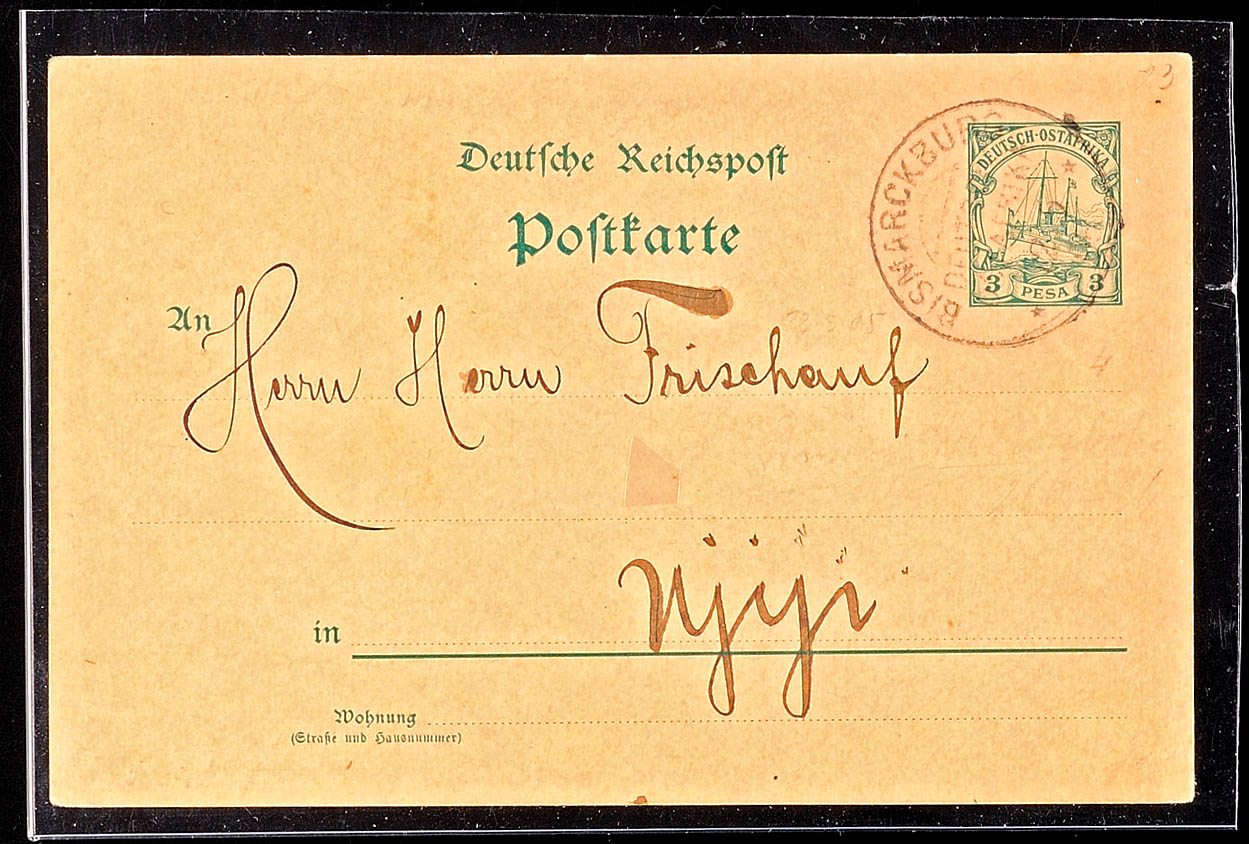 Deutsche Reichspost
Postkarte
BISMARCKBURG
DEUTSCH-OSTAFRIKA
3 PESA 3
An
Herrn Herrn Frischauf
in Ujiji
Wohnung
(Straße und Hausnummer)